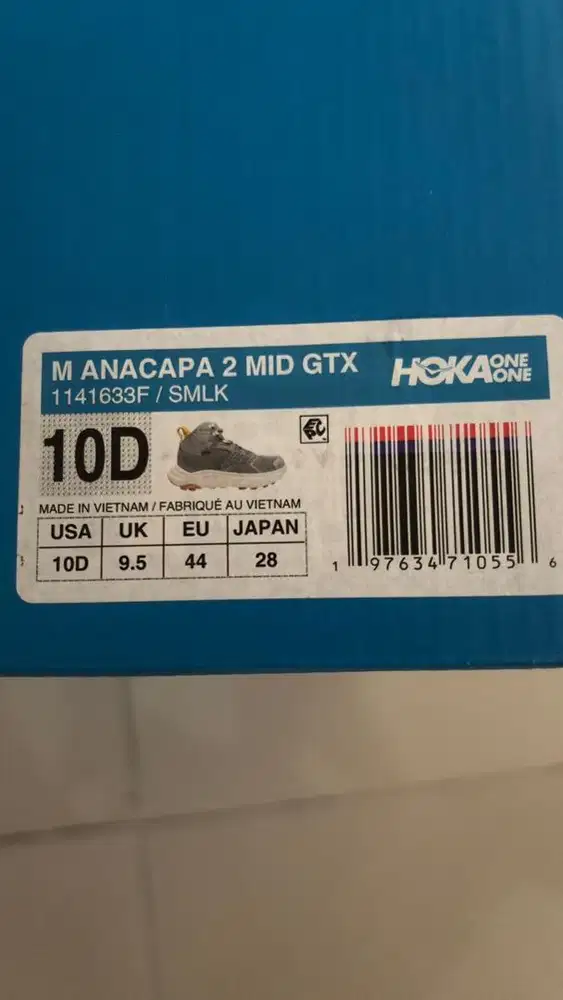 M ANACAPA 2 MID GTX
1141633F / SMLK
HOKA ONE ONE
10D
MADE IN VIETNAM / FABRIQUÉ AU VIETNAM
USA UK EU JAPAN
10D 9.5 44 28
1 97634 71055 6